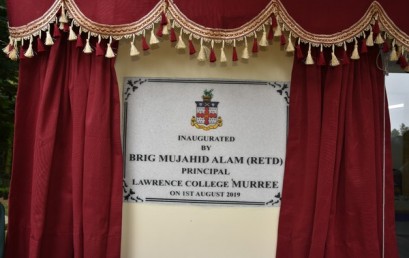 INAUGURATED
BY
BRIG MUJAHID ALAM (RETD)
PRINCIPAL
LAWRENCE COLLEGE MURREE
ON 1ST AUGUST 2019